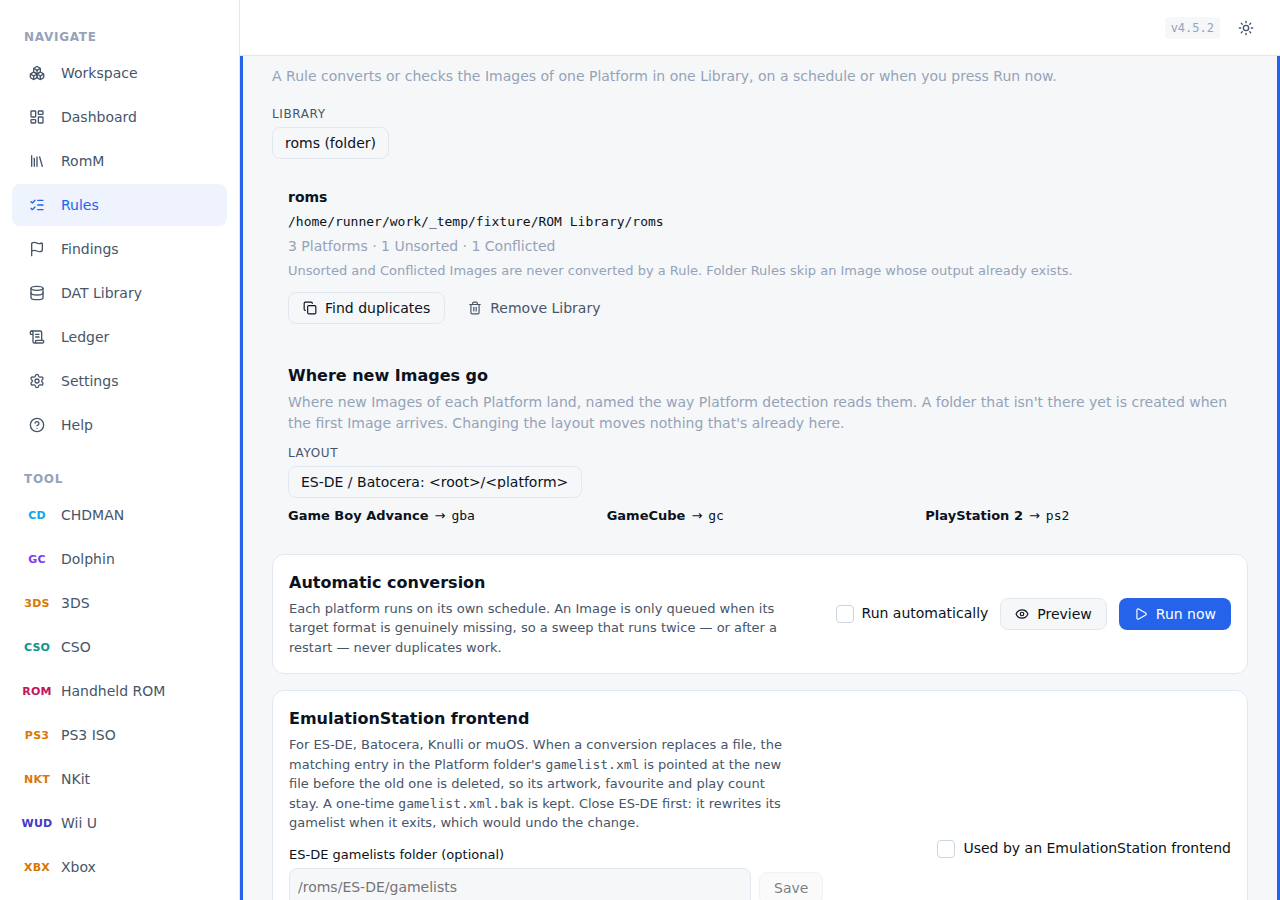 NAVIGATE
Workspace
Dashboard
RomM
Rules
Findings
DAT Library
Ledger
Settings
Help
TOOL
CD CHDMAN
GC Dolphin
3DS 3DS
CSO CSO
ROM Handheld ROM
PS3 PS3 ISO
NKT NKit
WUD Wii U
XBX Xbox
v4.5.2
A Rule converts or checks the Images of one Platform in one Library, on a schedule or when you press Run now.
LIBRARY
roms (folder)
roms
/home/runner/work/_temp/fixture/ROM Library/roms
3 Platforms · 1 Unsorted · 1 Conflicted
Unsorted and Conflicted Images are never converted by a Rule. Folder Rules skip an Image whose output already exists.
Find duplicates Remove Library
Where new Images go
Where new Images of each Platform land, named the way Platform detection reads them. A folder that isn't there yet is created when
the first Image arrives. Changing the layout moves nothing that's already here.
LAYOUT
ES-DE / Batocera: <root>/<platform>
Game Boy Advance → gba GameCube → gc PlayStation 2 → ps2
Automatic conversion
Each platform runs on its own schedule. An Image is only queued when its
target format is genuinely missing, so a sweep that runs twice — or after a
restart — never duplicates work.
Run automatically Preview Run now
EmulationStation frontend
For ES-DE, Batocera, Knulli or muOS. When a conversion replaces a file, the
matching entry in the Platform folder's gamelist.xml is pointed at the new
file before the old one is deleted, so its artwork, favourite and play count
stay. A one-time gamelist.xml.bak is kept. Close ES-DE first: it rewrites its
gamelist when it exits, which would undo the change.
ES-DE gamelists folder (optional)
/roms/ES-DE/gamelists Save
Used by an EmulationStation frontend